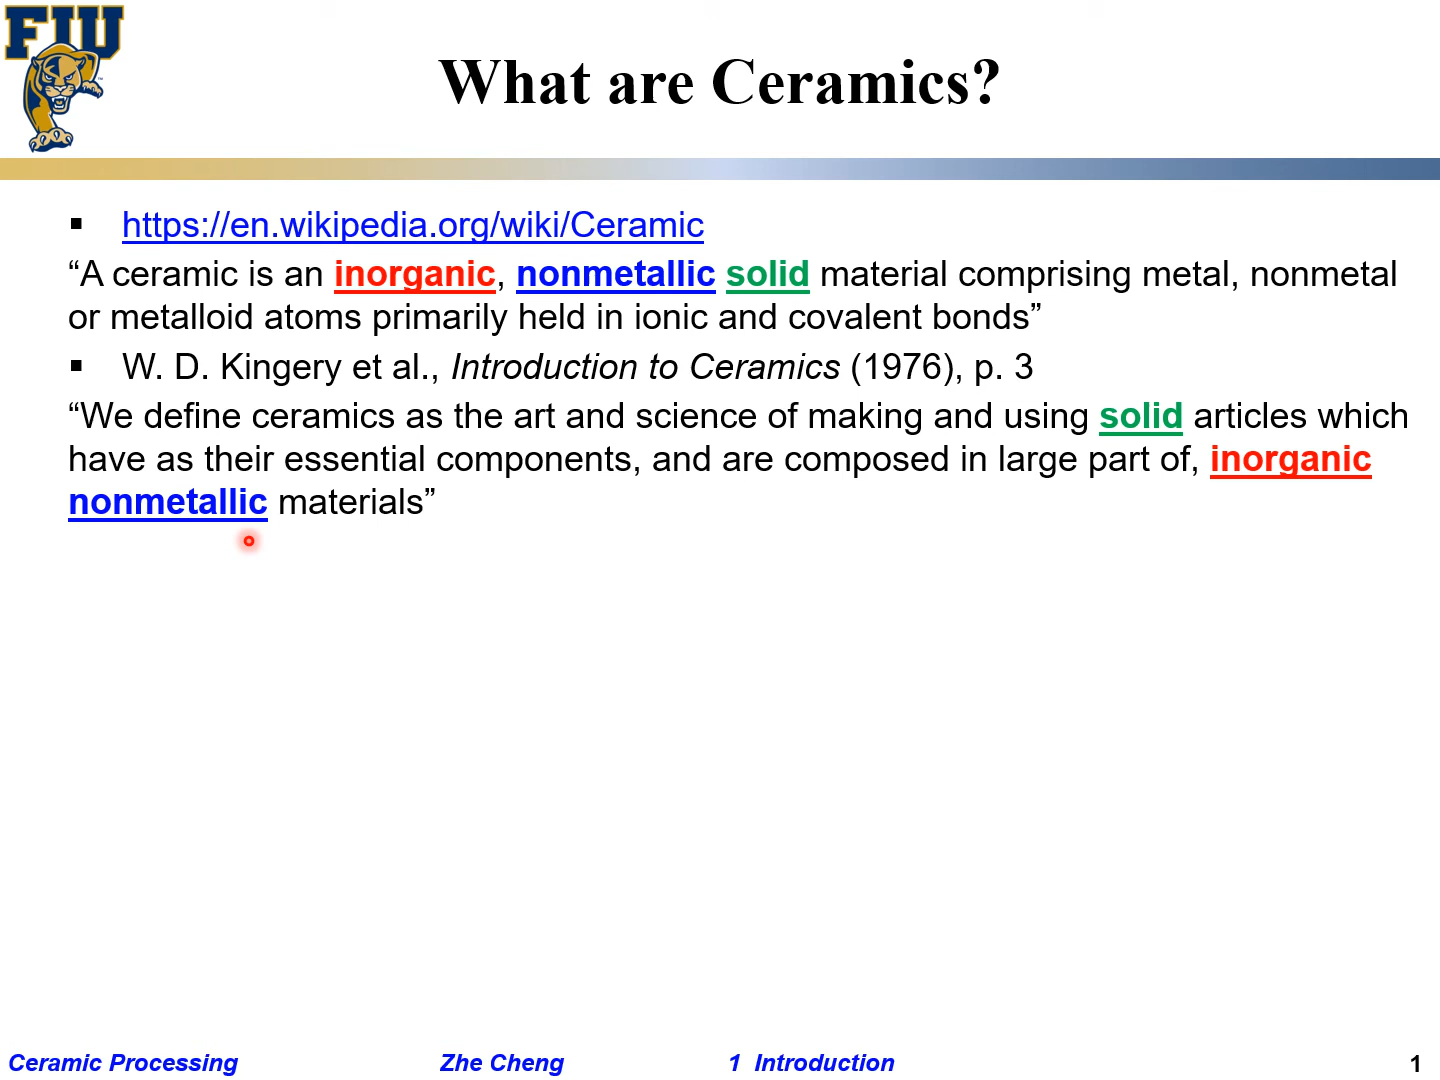 FIU
What are Ceramics?
▪ https://en.wikipedia.org/wiki/Ceramic
“A ceramic is an inorganic, nonmetallic solid material comprising metal, nonmetal
or metalloid atoms primarily held in ionic and covalent bonds”
▪ W. D. Kingery et al., Introduction to Ceramics (1976), p. 3
“We define ceramics as the art and science of making and using solid articles which
have as their essential components, and are composed in large part of, inorganic
nonmetallic materials”
Ceramic Processing Zhe Cheng 1 Introduction 1